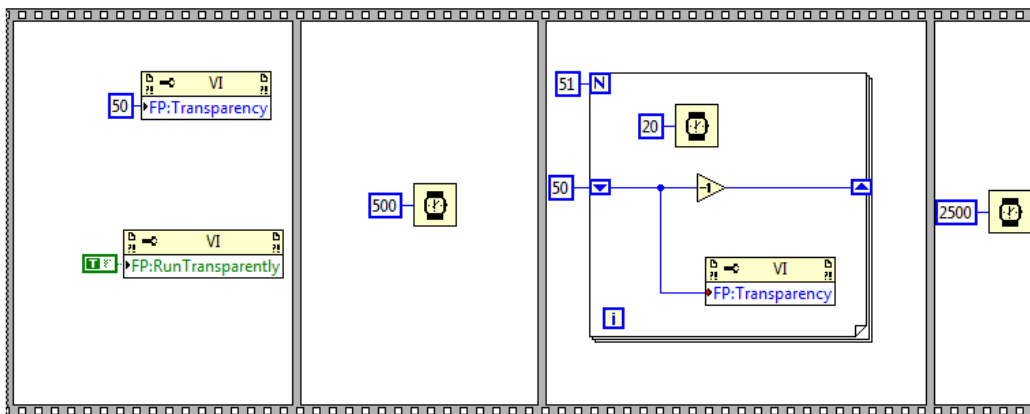 VI
50 FP:Transparency
VI
T F FP:RunTransparently
500
51 N
20
50 -1
VI
FP:Transparency
i
2500